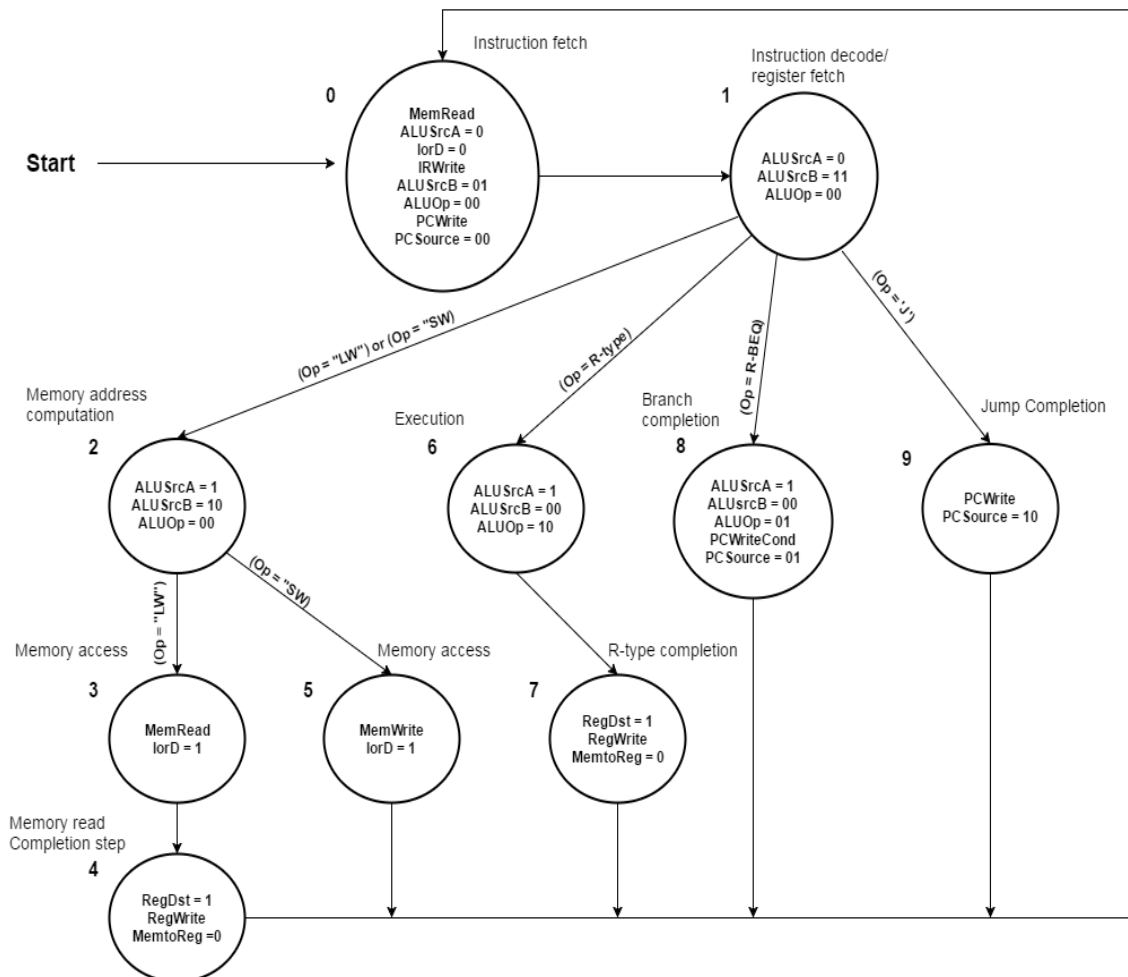 Instruction fetch
0
MemRead
ALUSrcA = 0
IorD = 0
IRWrite
ALUSrcB = 01
ALUOp = 00
PCWrite
PCSource = 00
Start
Instruction decode/
register fetch
1
ALUSrcA = 0
ALUSrcB = 11
ALUOp = 00
(Op = "LW") or (Op = "SW)
(Op = R-type)
(Op = R-BEQ)
(Op = 'J')
Memory address
computation
2
ALUSrcA = 1
ALUSrcB = 10
ALUOp = 00
Execution
6
ALUSrcA = 1
ALUSrcB = 00
ALUOp = 10
Branch
completion
8
ALUSrcA = 1
ALUsrcB = 00
ALUOp = 01
PCWriteCond
PCSource = 01
Jump Completion
9
PCWrite
PCSource = 10
(Op = "LW")
(Op = "SW)
Memory access
3
MemRead
IorD = 1
Memory access
5
MemWrite
IorD = 1
R-type completion
7
RegDst = 1
RegWrite
MemtoReg = 0
Memory read
Completion step
4
RegDst = 1
RegWrite
MemtoReg =0